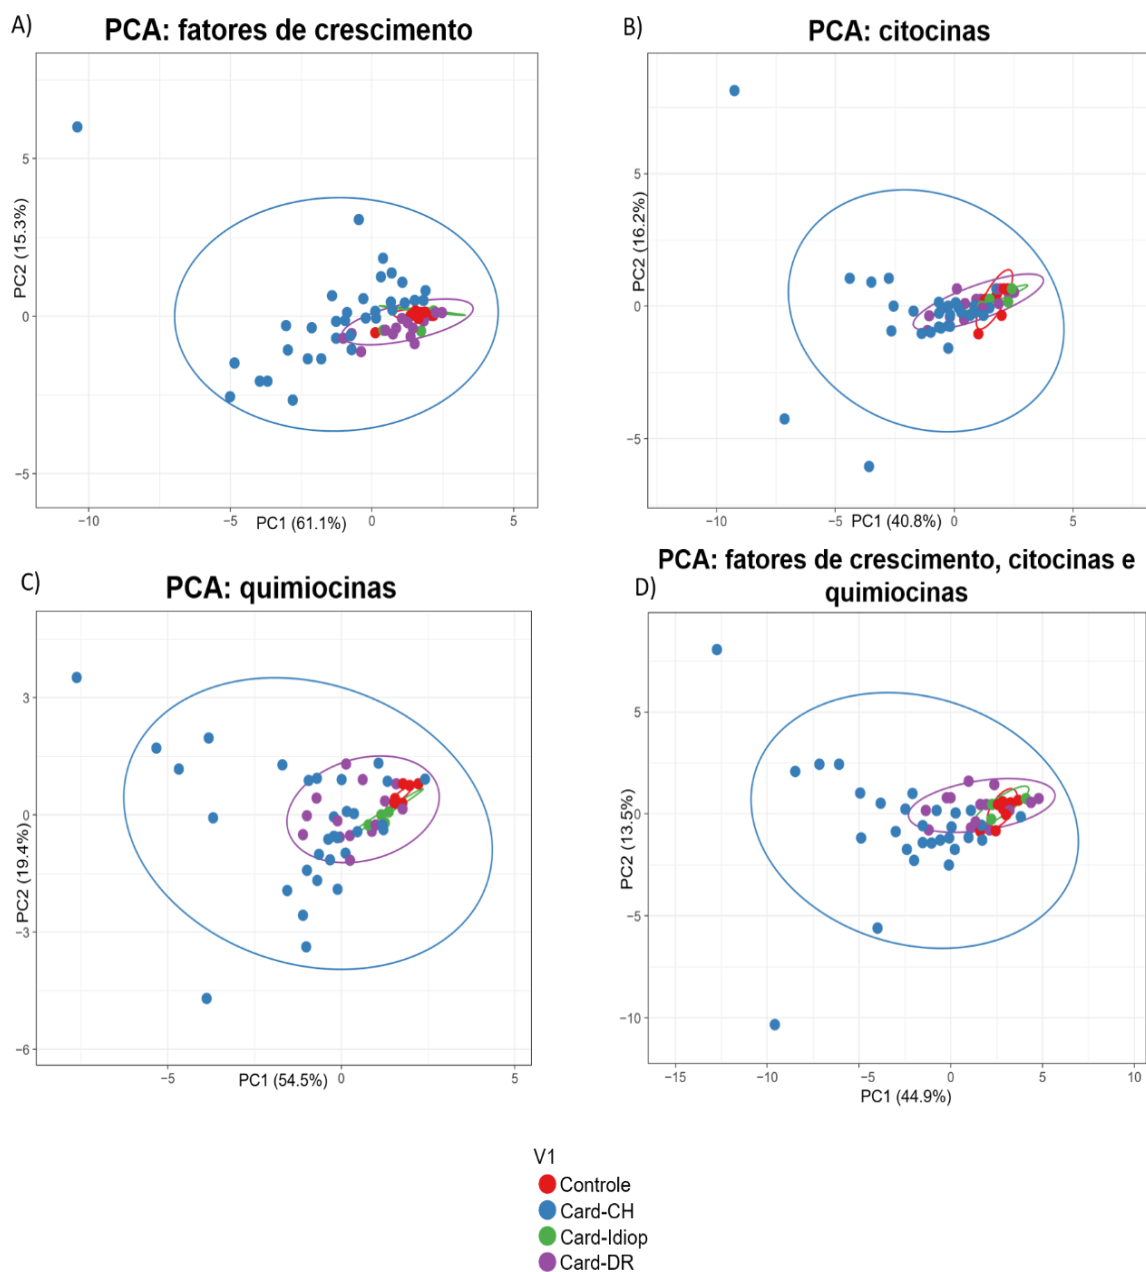 A)
PCA: fatores de crescimento
PC2 (15.3%)
5
0
−5
−10
−5
0
5
PC1 (61.1%)
B)
PCA: citocinas
PC2 (16.2%)
5
0
−5
−10
−5
0
5
PC1 (40.8%)
C)
PCA: quimiocinas
PC2 (19.4%)
3
0
−3
−6
−5
0
5
PC1 (54.5%)
D)
PCA: fatores de crescimento, citocinas e
quimiocinas
PC2 (13.5%)
5
0
−5
−10
−15
−10
−5
0
5
10
PC1 (44.9%)
V1
Controle
Card-CH
Card-Idiop
Card-DR